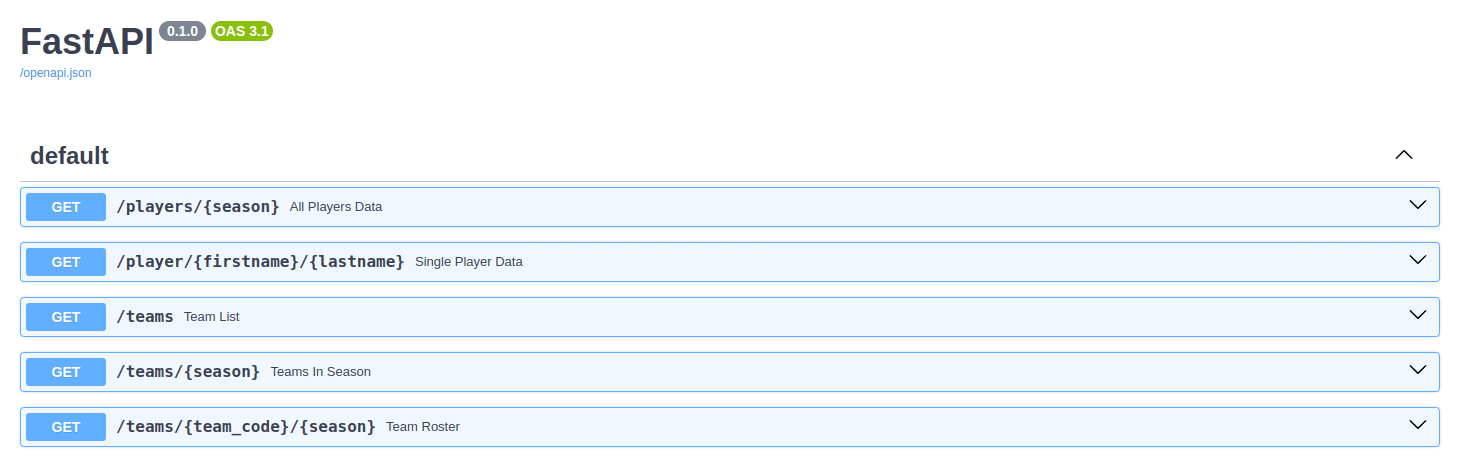 FastAPI 0.1.0 OAS 3.1
/openapi.json
default
GET /players/{season} All Players Data
GET /player/{firstname}/{lastname} Single Player Data
GET /teams Team List
GET /teams/{season} Teams In Season
GET /teams/{team_code}/{season} Team Roster